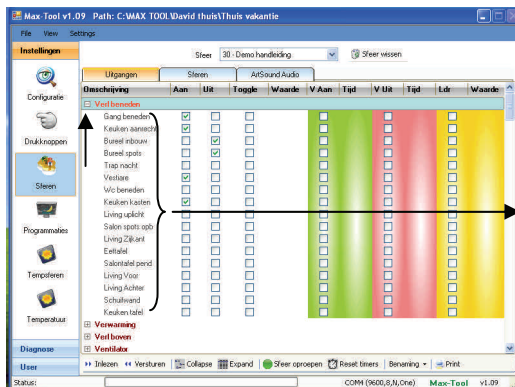 Max-Tool v1.09 Path: C:\MAX TOOL\David thuis\Thuis vakantie
File View Settings
Instellingen
Sfeer 30 - Demo handleiding Sfeer wissen
Uitgangen Sferen ArtSound Audio
Omschrijving Aan Uit Toggle Waarde V Aan Tijd V Uit Tijd Ldr Waarde
Verl beneden
Gang beneden
Keuken aanrecht
Bureel inbouw
Bureel spots
Trap nacht
Vestiare
Wc beneden
Keuken kasten
Living uplicht
Salon spots opb
Living Zijkant
Eettafel
Salontafel pend
Living Voor
Living Achter
Schuifwand
Keuken tafel
Verwarming
Verl boven
Ventilator
Configuratie
Drukknoppen
Sferen
Programmaties
Tempsferen
Temperatuur
Diagnose
User
Inlezen Versturen Collapse Expand Sfeer oproepen Reset timers Benaming Print
Status: COM4 (9600,8,N,One) Max-Tool v1.09